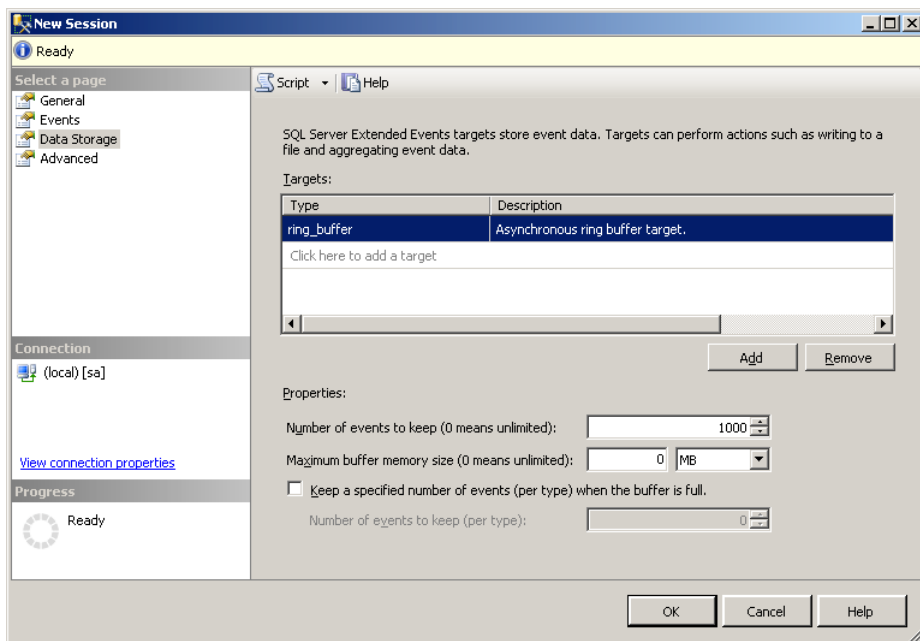 New Session
Ready
Select a page
General
Events
Data Storage
Advanced
Connection
(local) [sa]
View connection properties
Progress
Ready
Script Help
SQL Server Extended Events targets store event data. Targets can perform actions such as writing to a
file and aggregating event data.
Targets:
Type Description
ring_buffer Asynchronous ring buffer target.
Click here to add a target
Add Remove
Properties:
Number of events to keep (0 means unlimited): 1000
Maximum buffer memory size (0 means unlimited): 0 MB
Keep a specified number of events (per type) when the buffer is full.
Number of events to keep (per type): 0
OK Cancel Help